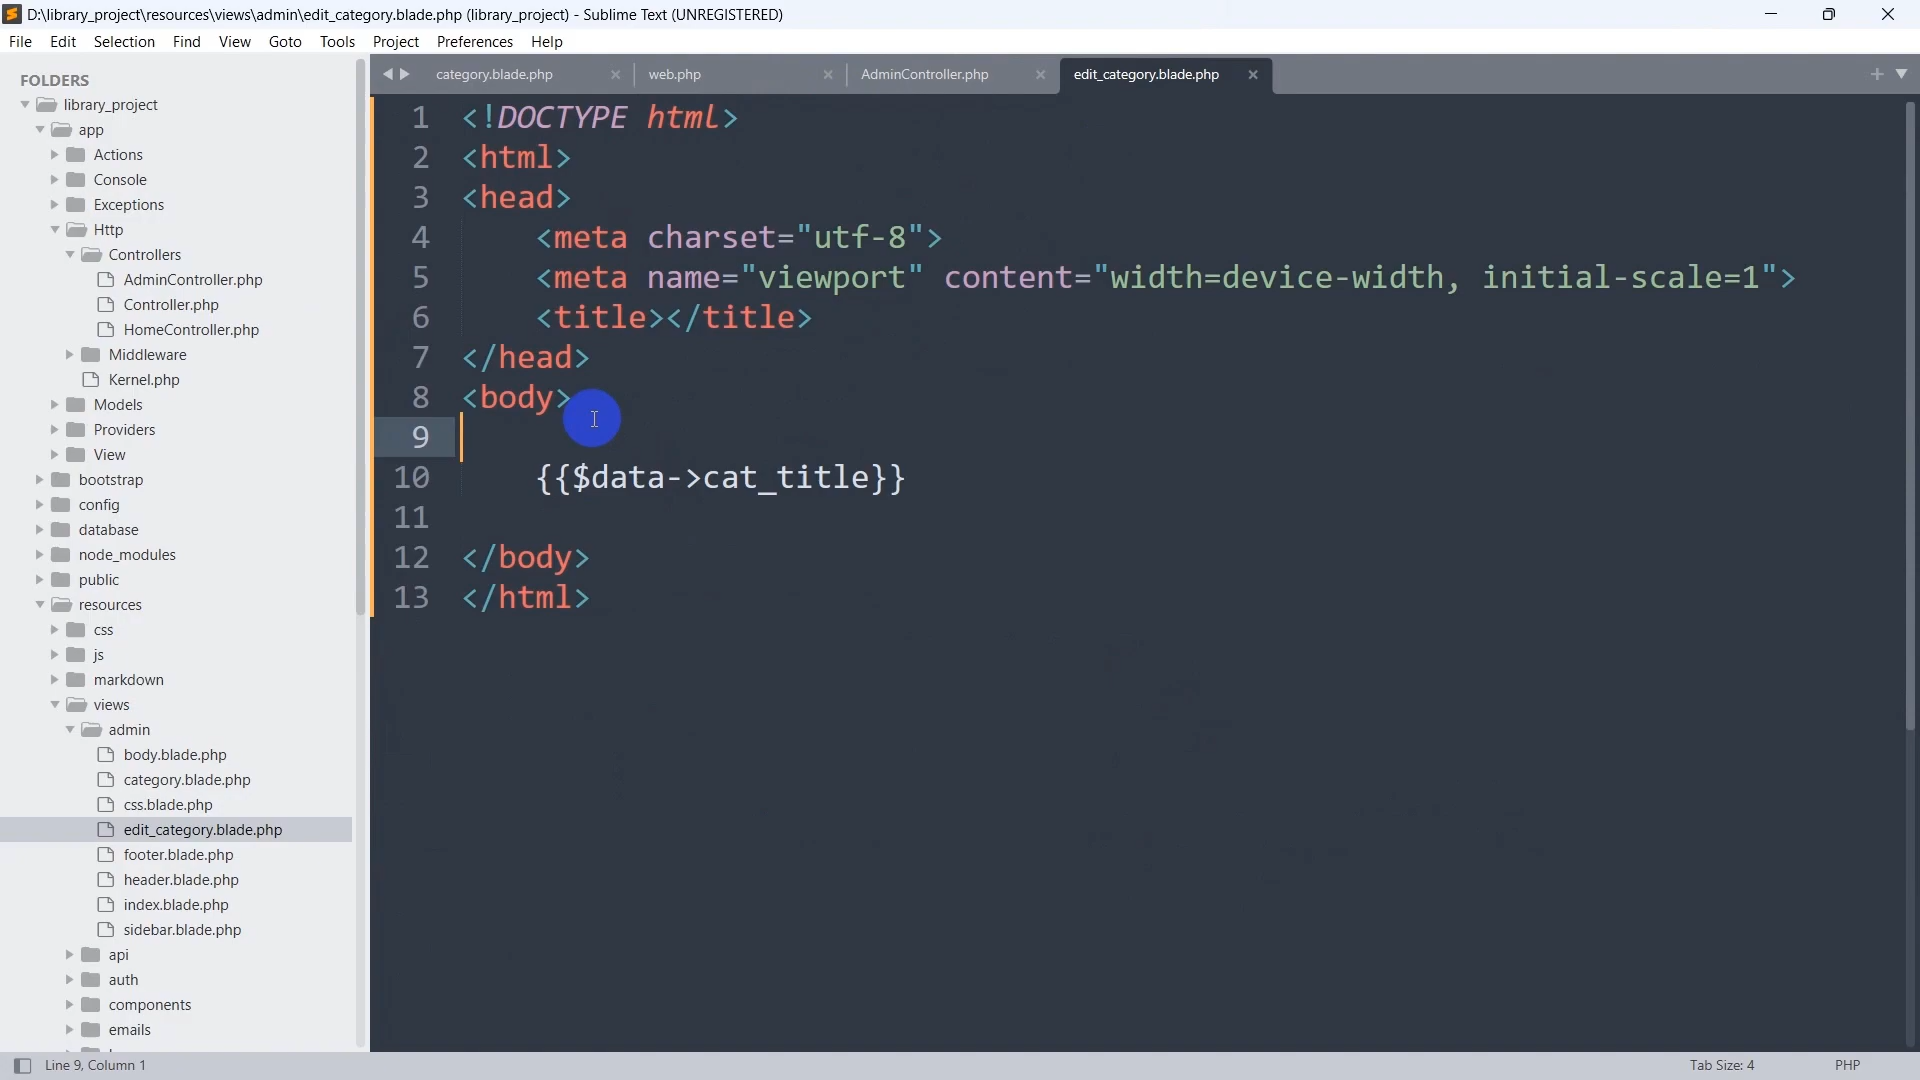 D:\library_project\resources\views\admin\edit_category.blade.php (library_project) - Sublime Text (UNREGISTERED)
File Edit Selection Find View Goto Tools Project Preferences Help
FOLDERS
library_project
app
Actions
Console
Exceptions
Http
Controllers
AdminController.php
Controller.php
HomeController.php
Middleware
Kernel.php
Models
Providers
View
bootstrap
config
database
node_modules
public
resources
css
js
markdown
views
admin
body.blade.php
category.blade.php
css.blade.php
edit_category.blade.php
footer.blade.php
header.blade.php
index.blade.php
sidebar.blade.php
api
auth
components
emails
category.blade.php web.php AdminController.php edit_category.blade.php
1 <!DOCTYPE html>
2 <html>
3 <head>
4 <meta charset="utf-8">
5 <meta name="viewport" content="width=device-width, initial-scale=1">
6 <title></title>
7 </head>
8 <body>
9
10 {{$data->cat_title}}
11
12 </body>
13 </html>
Line 9, Column 1 Tab Size: 4 PHP